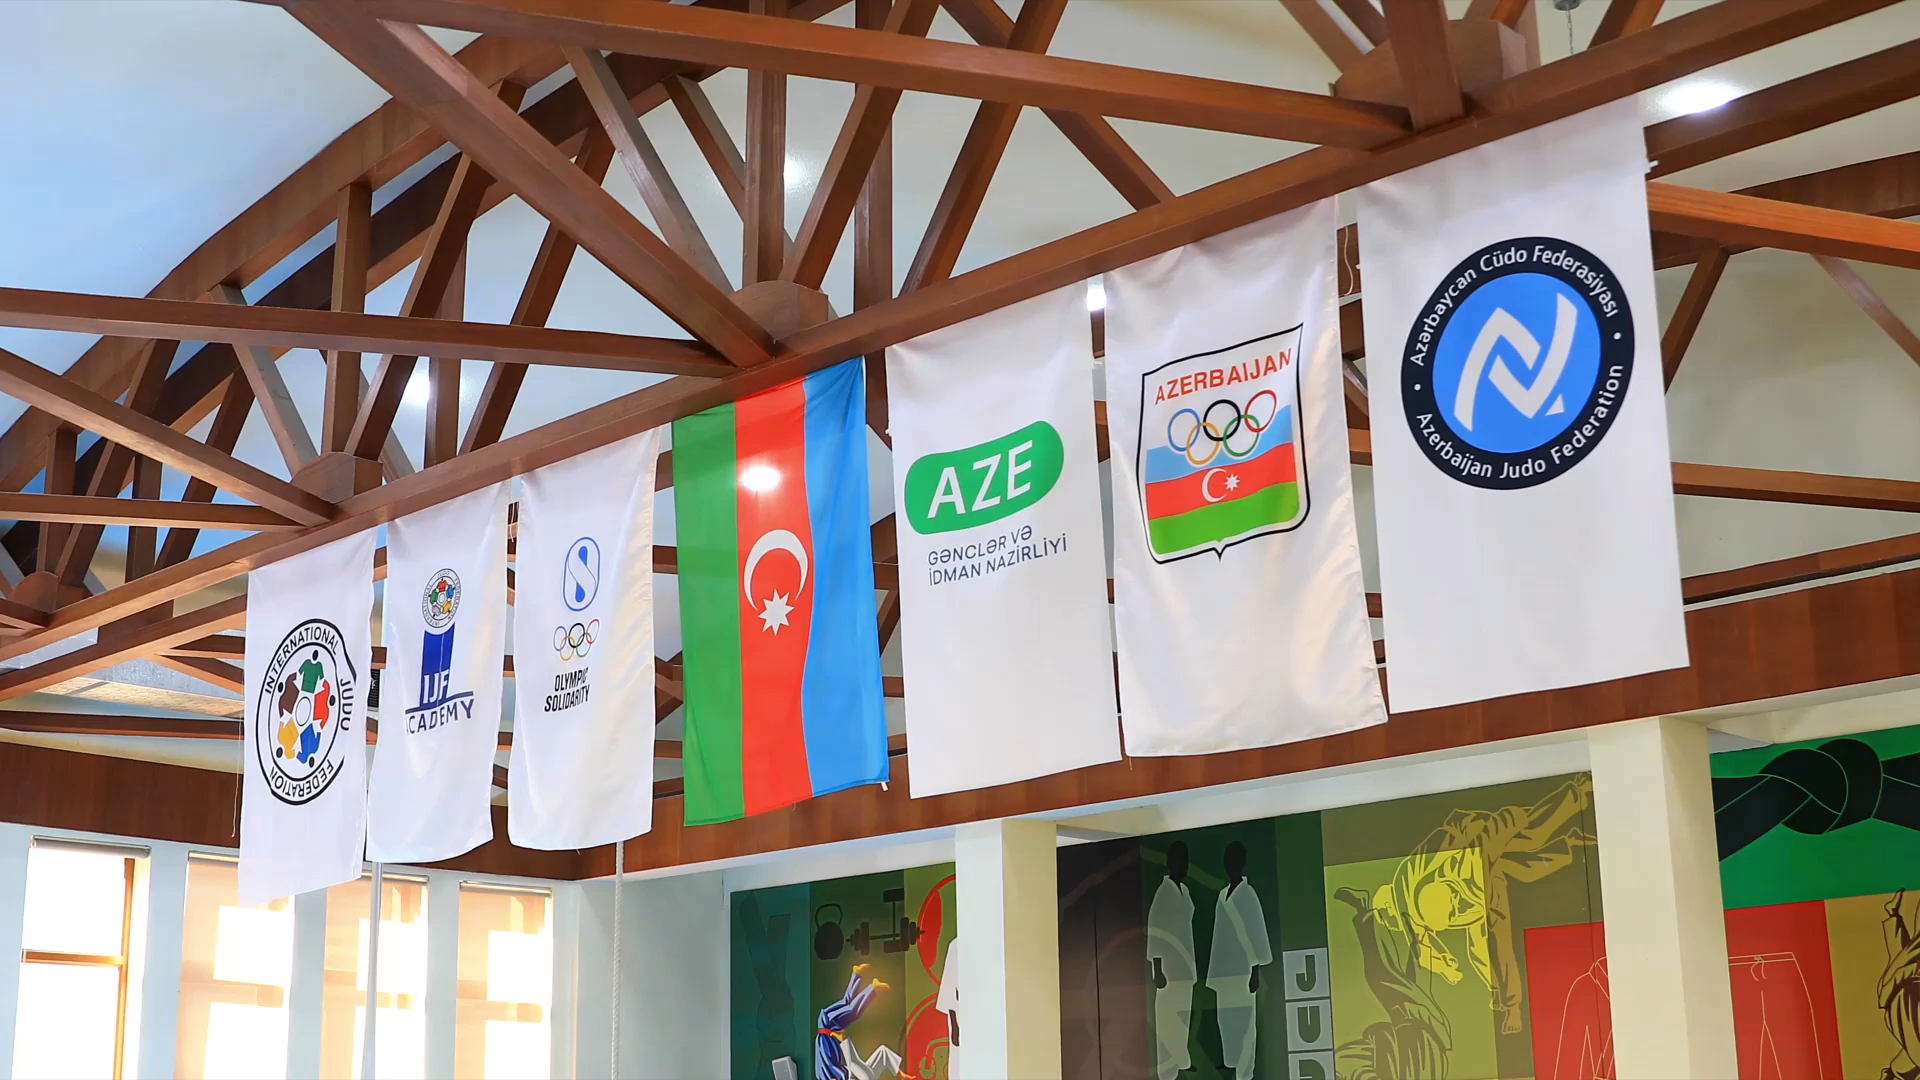 INTERNATIONAL JUDO FEDERATION
IJF
ACADEMY
OLYMPIC
SOLIDARITY
AZE
GƏNCLƏR VƏ
İDMAN NAZİRLİYİ
AZERBAIJAN
Azərbaycan Cüdo Federasiyası
Azerbaijan Judo Federation
JUD